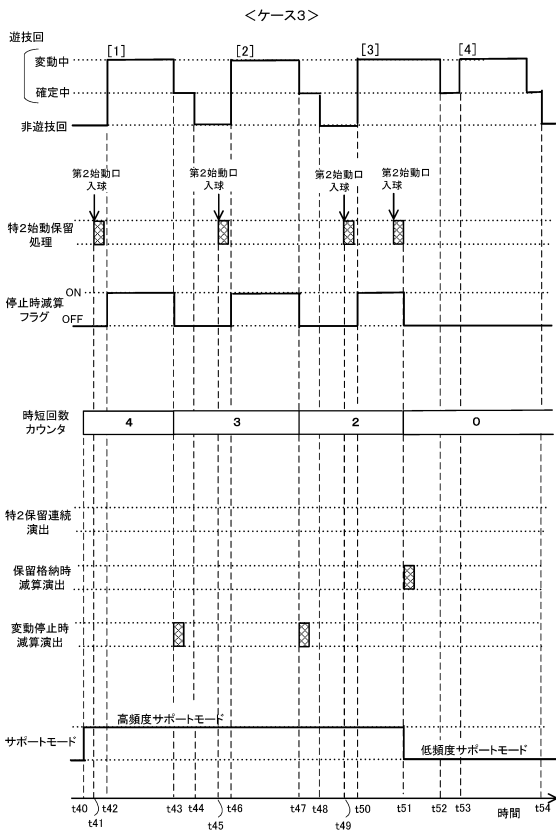 ＜ケース３＞
遊技回
[1]
[2]
[3]
[4]
変動中
確定中
非遊技回
第２始動口
入球
第２始動口
入球
第２始動口
入球
第２始動口
入球
特２始動保留
処理
停止時減算
フラグ
ON
OFF
時短回数
カウンタ
4
3
2
0
特２保留連続
演出
保留格納時
減算演出
変動停止時
減算演出
高頻度サポートモード
サポートモード
低頻度サポートモード
t40
t42
t43
t44
t46
t47
t48
t50
t51
t52
t53
t54
t41
t45
t49
時間